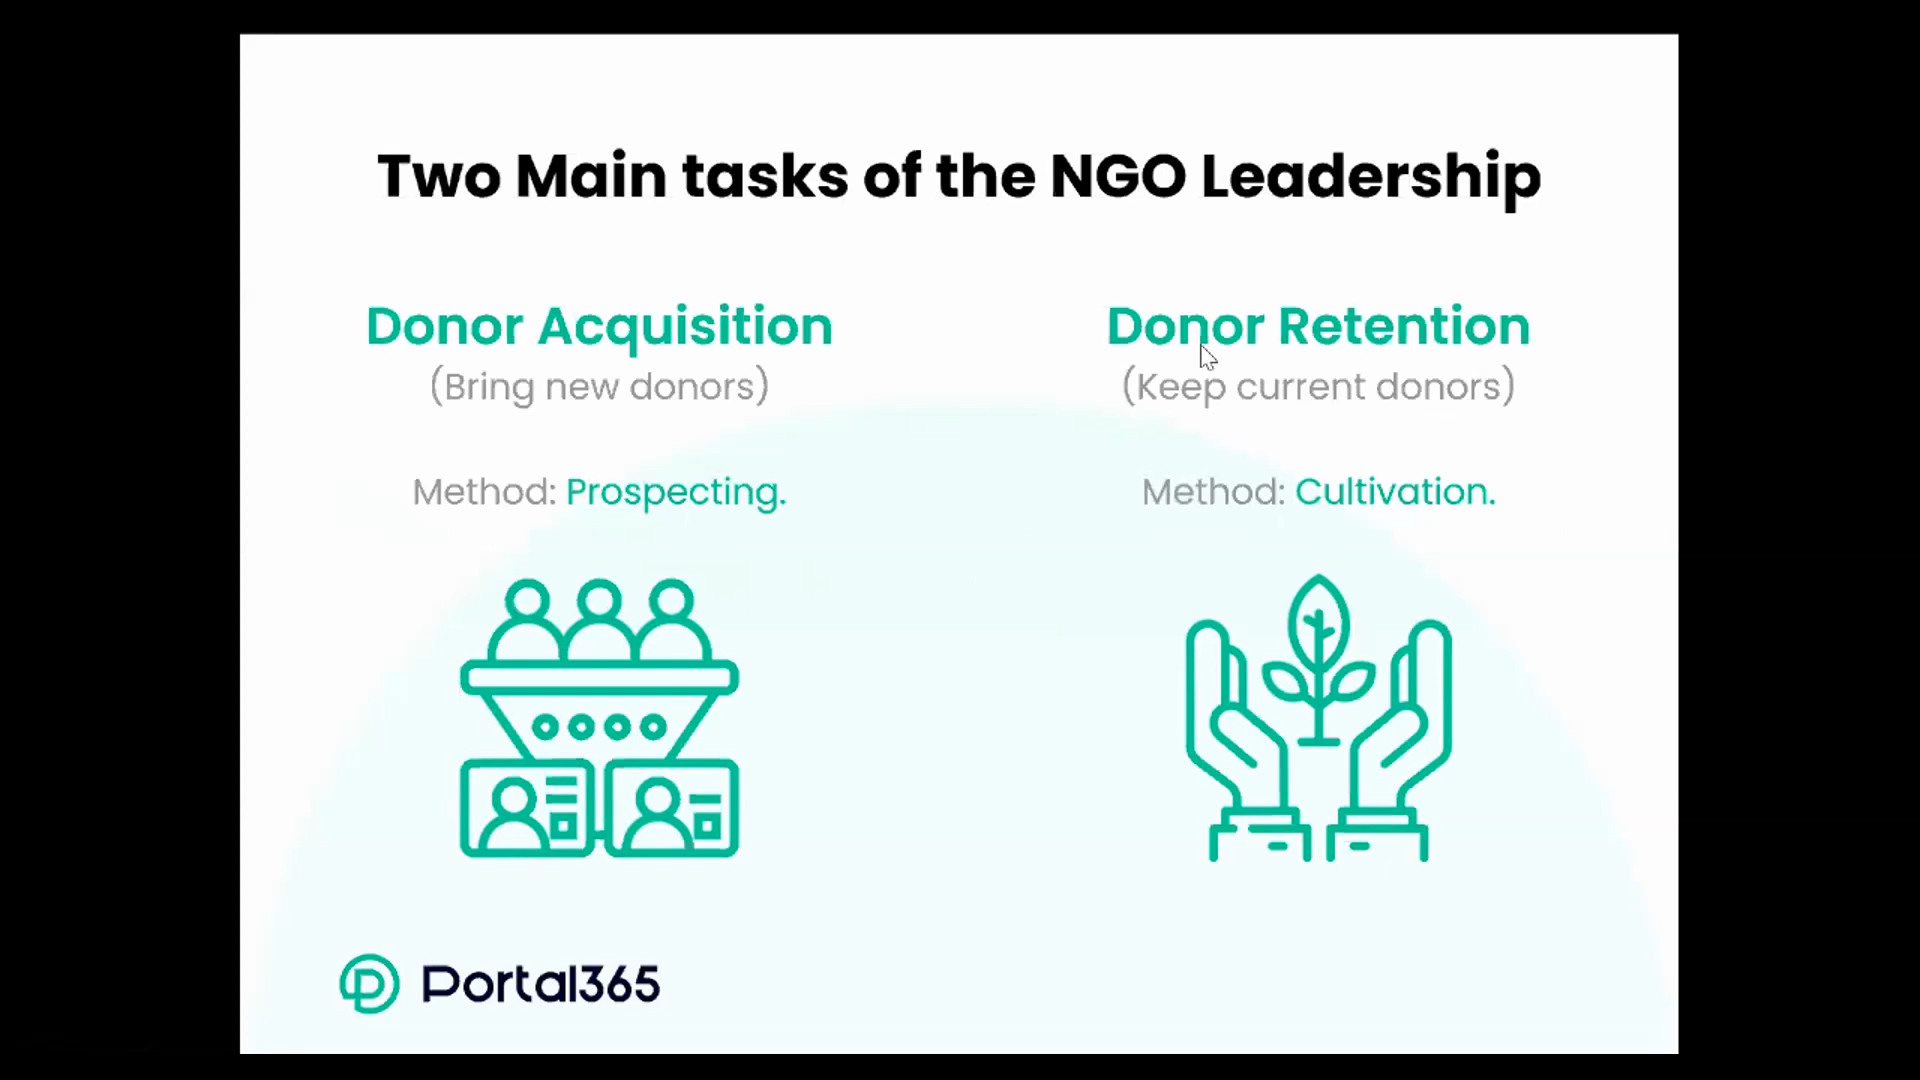 Two Main tasks of the NGO Leadership
Donor Acquisition
(Bring new donors)
Method: Prospecting.
Donor Retention
(Keep current donors)
Method: Cultivation.
Portal365